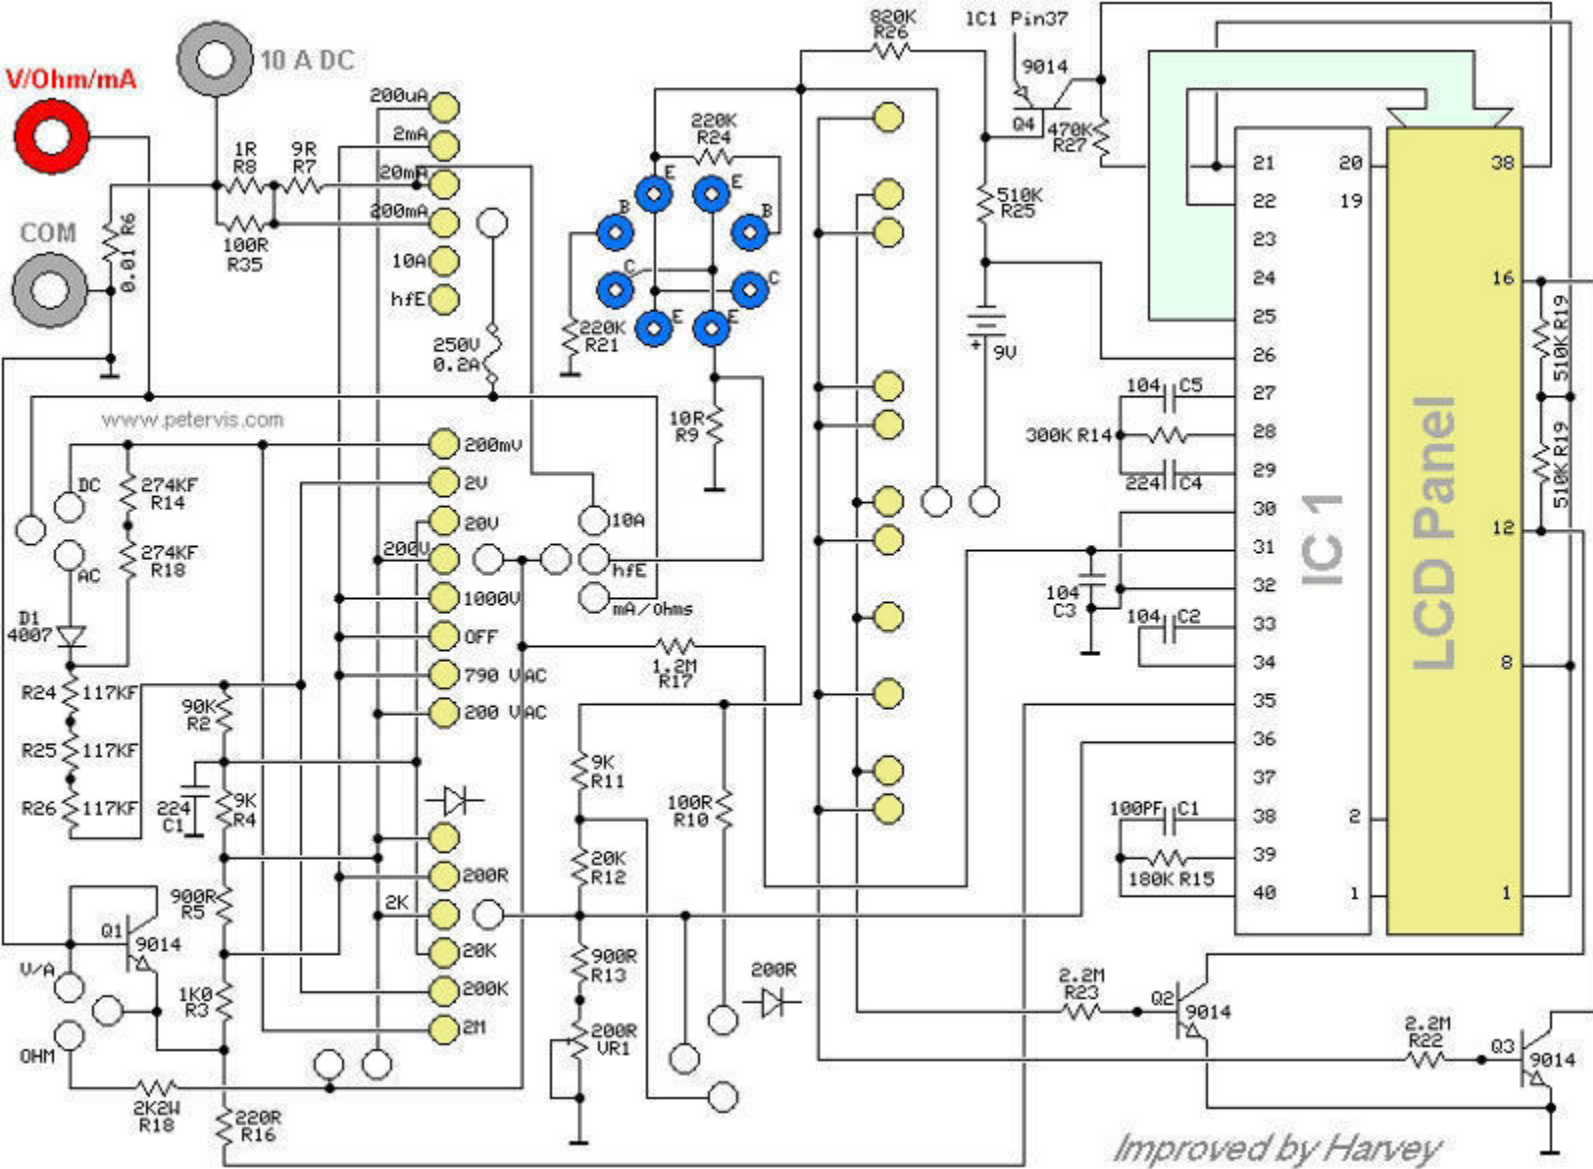 V/Ohm/mA
10 A DC
COM
1R
R8
9R
R7
100R
R35
0.01 R6
200uA
2mA
20mA
200mA
10A
hfE
250V
0.2A
www.petervis.com
DC
AC
274KF
R14
274KF
R18
D1
4007
R24 117KF
R25 117KF
R26 117KF
90K
R2
224
C1
9K
R4
900R
R5
1K0
R3
Q1
9014
V/A
OHM
2K2W
R18
220R
R16
200mV
2V
20V
200V
1000V
OFF
790 VAC
200 VAC
200R
2K
20K
200K
2M
10A
hfE
mA/Ohms
1.2M
R17
220K
R24
E
E
B
B
C
C
E
E
220K
R21
10R
R9
9K
R11
20K
R12
900R
R13
200R
VR1
100R
R10
200R
820K
R26
IC1 Pin37
9014
Q4
470K
R27
510K
R25
+
9V
104 C5
300K R14
224 C4
104
C3
104 C2
100PF C1
180K R15
21
22
23
24
25
26
27
28
29
30
31
32
33
34
35
36
37
38
39
40
20
19
2
1
IC 1
LCD Panel
38
16
12
8
1
510K R19
510K R19
2.2M
R23
Q2
9014
2.2M
R22
Q3
9014
Improved by Harvey